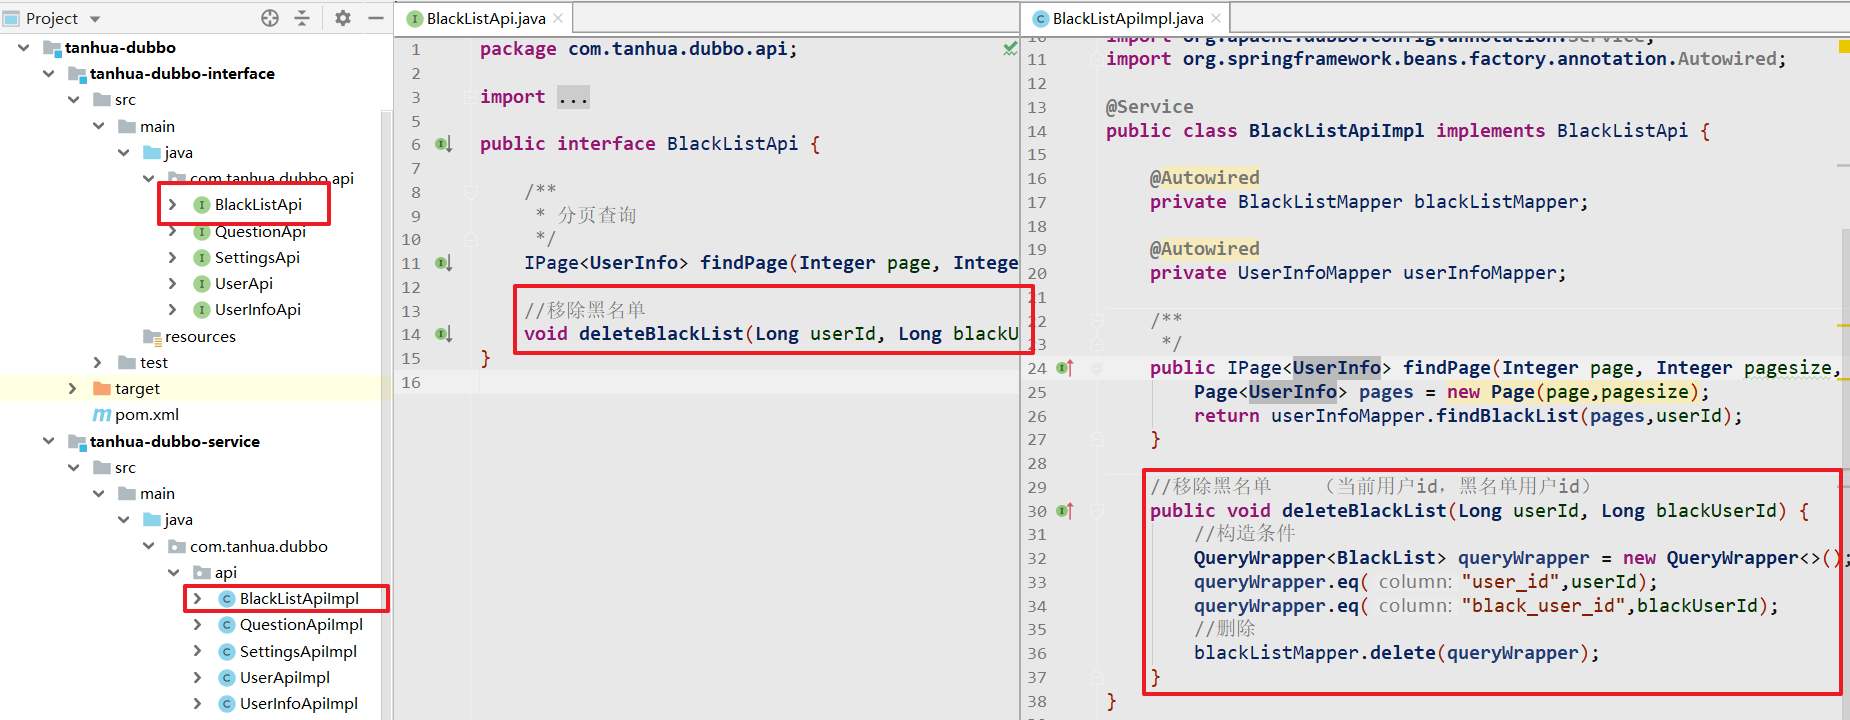 Project
tanhua-dubbo
tanhua-dubbo-interface
src
main
java
com.tanhua.dubbo.api
BlackListApi
QuestionApi
SettingsApi
UserApi
UserInfoApi
resources
test
target
pom.xml
tanhua-dubbo-service
src
main
java
com.tanhua.dubbo
api
BlackListApiImpl
QuestionApiImpl
SettingsApiImpl
UserApiImpl
UserInfoApiImpl
BlackListApi.java
1 package com.tanhua.dubbo.api;
2
3 import ...
5
6 public interface BlackListApi {
7
8 /**
9 * 分页查询
10 */
11 IPage<UserInfo> findPage(Integer page, Intege
12
13 //移除黑名单
14 void deleteBlackList(Long userId, Long blackU
15 }
16
BlackListApiImpl.java
10 import org.apache.dubbo.config.annotation.Service;
11 import org.springframework.beans.factory.annotation.Autowired;
12
13 @Service
14 public class BlackListApiImpl implements BlackListApi {
15
16 @Autowired
17 private BlackListMapper blackListMapper;
18
19 @Autowired
20 private UserInfoMapper userInfoMapper;
21
22 /**
23 */
24 public IPage<UserInfo> findPage(Integer page, Integer pagesize,
25 Page<UserInfo> pages = new Page(page,pagesize);
26 return userInfoMapper.findBlackList(pages,userId);
27 }
28
29 //移除黑名单 （当前用户id，黑名单用户id）
30 public void deleteBlackList(Long userId, Long blackUserId) {
31 //构造条件
32 QueryWrapper<BlackList> queryWrapper = new QueryWrapper<>();
33 queryWrapper.eq( column: "user_id",userId);
34 queryWrapper.eq( column: "black_user_id",blackUserId);
35 //删除
36 blackListMapper.delete(queryWrapper);
37 }
38 }